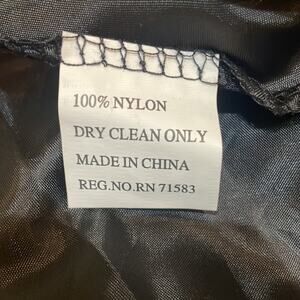 100% NYLON
DRY CLEAN ONLY
MADE IN CHINA
REG.NO.RN 71583